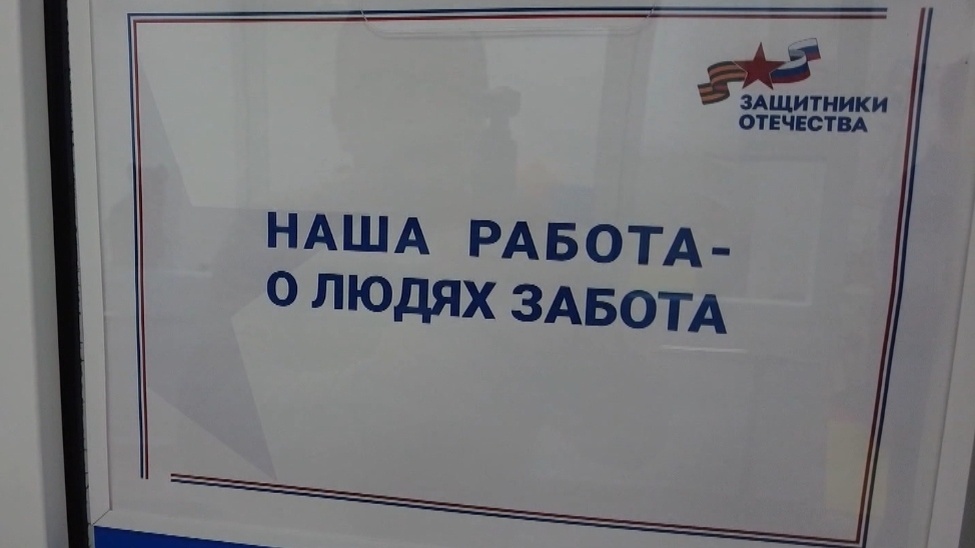 ЗАЩИТНИКИ
ОТЕЧЕСТВА
НАША РАБОТА-
О ЛЮДЯХ ЗАБОТА